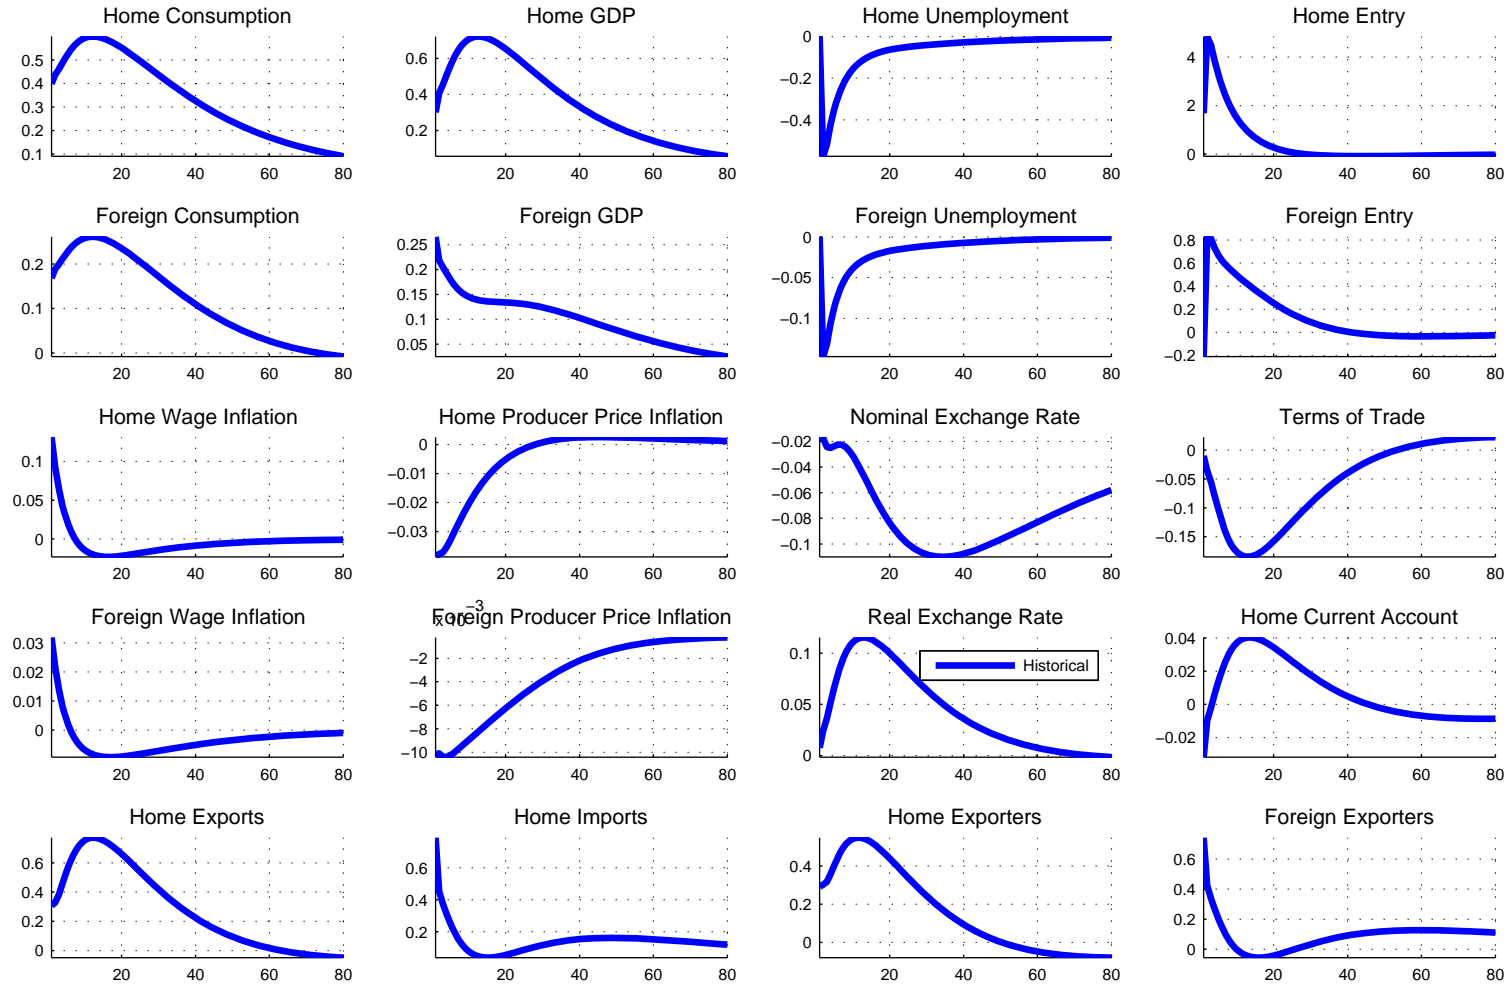 Home Consumption
0.5
0.4
0.3
0.2
0.1
20 40 60 80
Home GDP
0.6
0.4
0.2
20 40 60 80
Home Unemployment
0
−0.2
−0.4
20 40 60 80
Home Entry
4
2
0
20 40 60 80
Foreign Consumption
0.2
0.1
0
20 40 60 80
Foreign GDP
0.25
0.2
0.15
0.1
0.05
20 40 60 80
Foreign Unemployment
0
−0.05
−0.1
20 40 60 80
Foreign Entry
0.8
0.6
0.4
0.2
0
−0.2
20 40 60 80
Home Wage Inflation
0.1
0.05
0
20 40 60 80
Home Producer Price Inflation
0
−0.01
−0.02
−0.03
20 40 60 80
Nominal Exchange Rate
−0.02
−0.04
−0.06
−0.08
−0.1
20 40 60 80
Terms of Trade
0
−0.05
−0.1
−0.15
20 40 60 80
Foreign Wage Inflation
0.03
0.02
0.01
0
20 40 60 80
Foreign Producer Price Inflation
x 10−3
−2
−4
−6
−8
−10
20 40 60 80
Real Exchange Rate
Historical
0.1
0.05
0
20 40 60 80
Home Current Account
0.04
0.02
0
−0.02
20 40 60 80
Home Exports
0.6
0.4
0.2
0
20 40 60 80
Home Imports
0.6
0.4
0.2
20 40 60 80
Home Exporters
0.4
0.2
0
20 40 60 80
Foreign Exporters
0.6
0.4
0.2
0
20 40 60 80